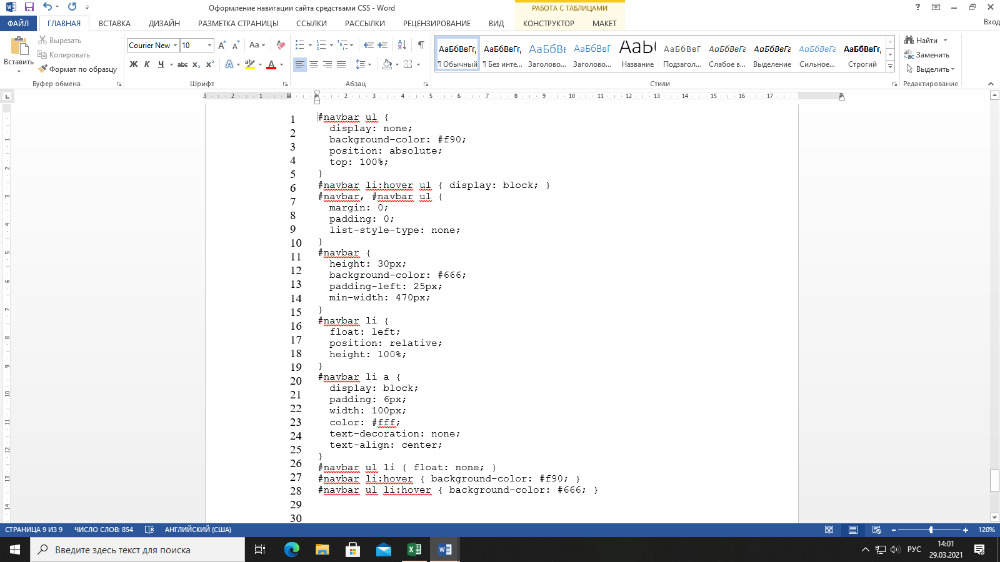 Оформление навигации сайта средствами CSS - Word
РАБОТА С ТАБЛИЦАМИ
?
ФАЙЛ ГЛАВНАЯ ВСТАВКА ДИЗАЙН РАЗМЕТКА СТРАНИЦЫ ССЫЛКИ РАССЫЛКИ РЕЦЕНЗИРОВАНИЕ ВИД КОНСТРУКТОР МАКЕТ Вход
Вставить
Вырезать
Копировать
Формат по образцу
Буфер обмена
Courier New 10
Ж К Ч abc x₂ x²
Шрифт
Абзац
АаБбВвГг, АаБбВвГг, АаБбВ АаБбВвГ АаЬ АаБбВвГ АаБбВвГг АаБбВвГг АаБбВвГг АаБбВвГг,
¶ Обычный ¶ Без инте... Заголово... Заголово... Название Подзагол... Слабое в... Выделение Сильное... Строгий
Стили
Найти
Заменить
Выделить
Редактирование
3 2 1 1 2 3 4 5 6 7 8 9 10 11 12 13 14 15 16 17
1 #navbar ul {
2 display: none;
3 background-color: #f90;
position: absolute;
4 top: 100%;
5 }
6 #navbar li:hover ul { display: block; }
7 #navbar, #navbar ul {
margin: 0;
8 padding: 0;
9 list-style-type: none;
10 }
11 #navbar {
height: 30px;
12 background-color: #666;
13 padding-left: 25px;
14 min-width: 470px;
15 }
16 #navbar li {
float: left;
17 position: relative;
18 height: 100%;
19 }
20 #navbar li a {
21 display: block;
padding: 6px;
22 width: 100px;
23 color: #fff;
24 text-decoration: none;
25 text-align: center;
}
26 #navbar ul li { float: none; }
27 #navbar li:hover { background-color: #f90; }
28 #navbar ul li:hover { background-color: #666; }
29
30
СТРАНИЦА 9 ИЗ 9 ЧИСЛО СЛОВ: 854 АНГЛИЙСКИЙ (США) 120%
Введите здесь текст для поиска
РУС
14:01
29.03.2021